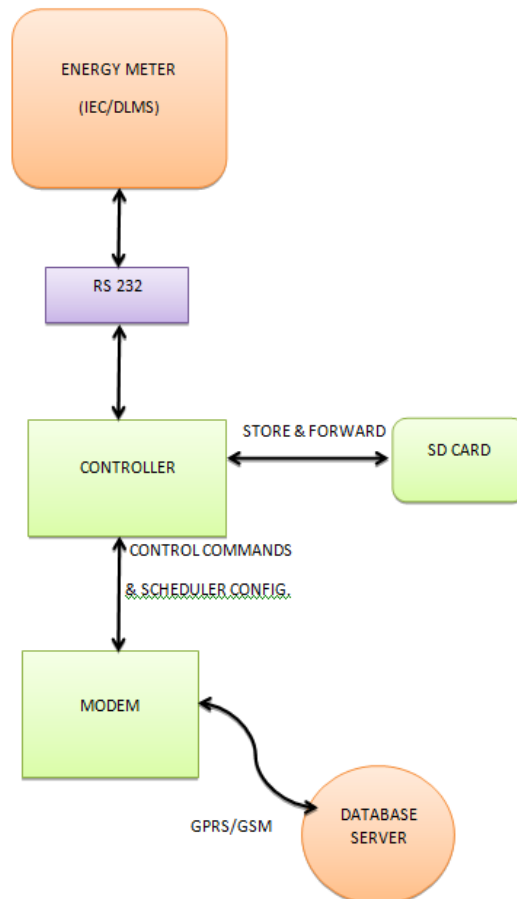 ENERGY METER
(IEC/DLMS)
RS 232
STORE & FORWARD
CONTROLLER
SD CARD
CONTROL COMMANDS
& SCHEDULER CONFIG.
MODEM
GPRS/GSM
DATABASE
SERVER